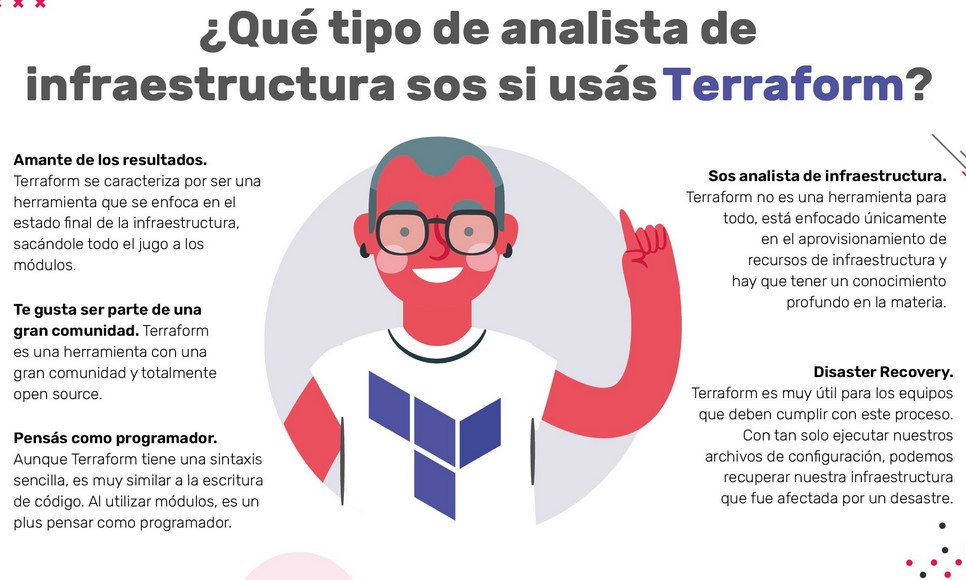 ¿Qué tipo de analista de
infraestructura sos si usás Terraform?
Amante de los resultados.
Terraform se caracteriza por ser una
herramienta que se enfoca en el
estado final de la infraestructura,
sacándole todo el jugo a los
módulos.
Te gusta ser parte de una
gran comunidad. Terraform
es una herramienta con una
gran comunidad y totalmente
open source.
Pensás como programador.
Aunque Terraform tiene una sintaxis
sencilla, es muy similar a la escritura
de código. Al utilizar módulos, es un
plus pensar como programador.
Sos analista de infraestructura.
Terraform no es una herramienta para
todo, está enfocado únicamente
en el aprovisionamiento de
recursos de infraestructura y
hay que tener un conocimiento
profundo en la materia.
Disaster Recovery.
Terraform es muy útil para los equipos
que deben cumplir con este proceso.
Con tan solo ejecutar nuestros
archivos de configuración, podemos
recuperar nuestra infraestructura
que fue afectada por un desastre.